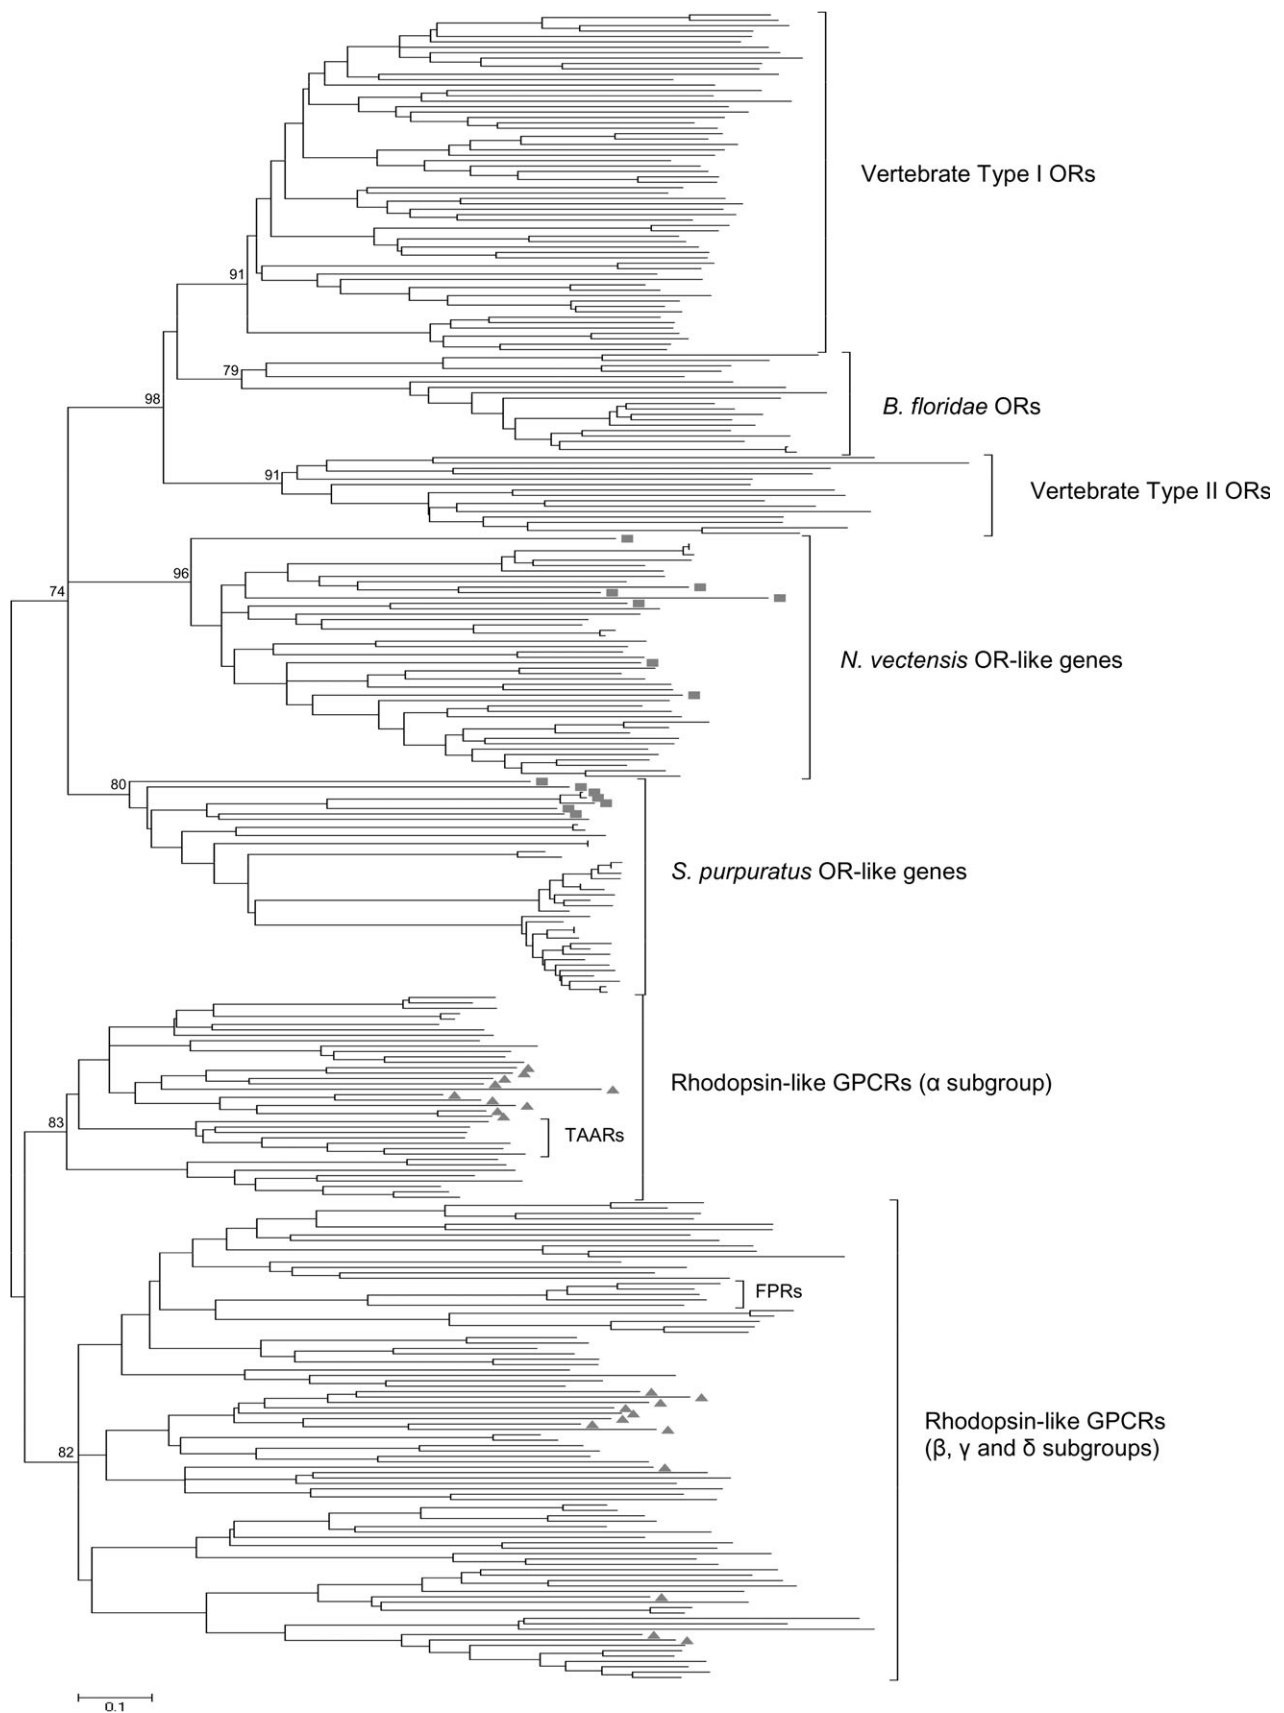 91
Vertebrate Type I ORs
79
B. floridae ORs
98
91
Vertebrate Type II ORs
96
74
N. vectensis OR-like genes
80
S. purpuratus OR-like genes
Rhodopsin-like GPCRs (α subgroup)
83
TAARs
FPRs
Rhodopsin-like GPCRs
(β, γ and δ subgroups)
82
0.1